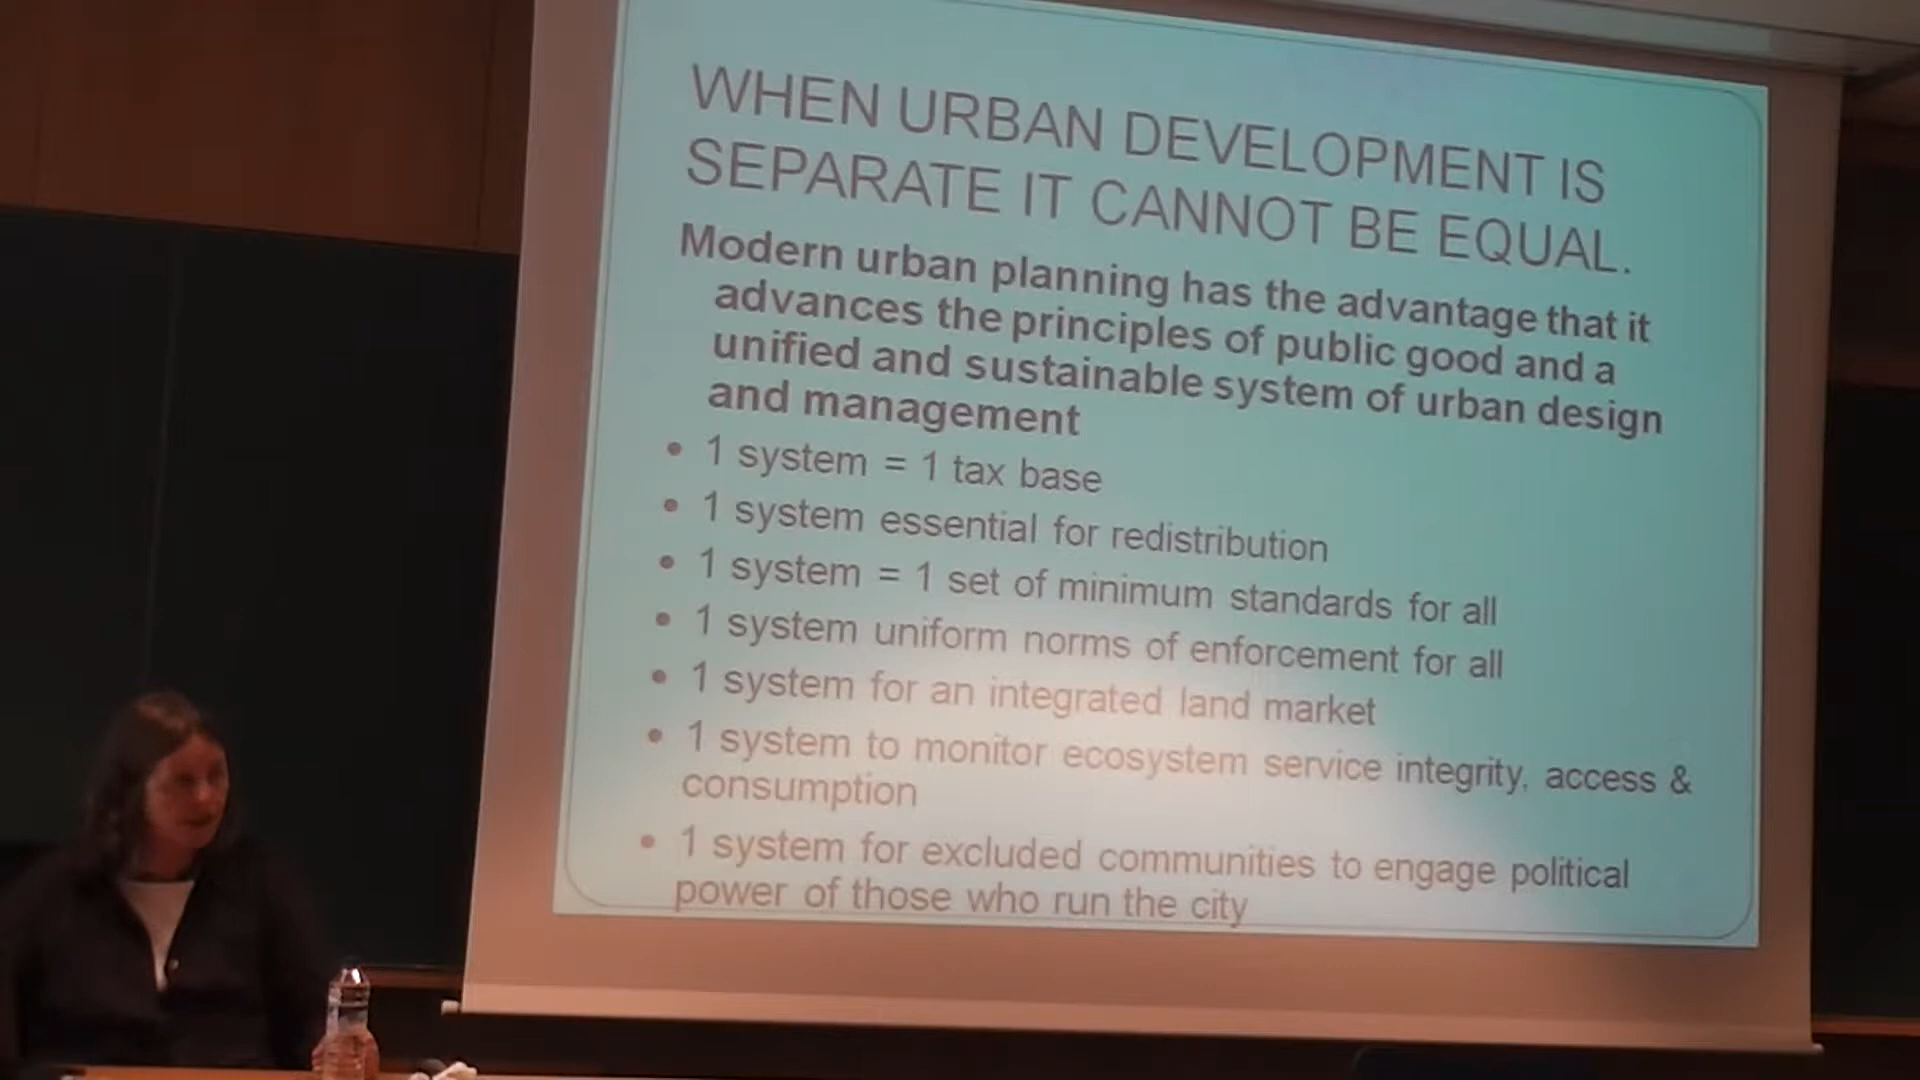 WHEN URBAN DEVELOPMENT IS
SEPARATE IT CANNOT BE EQUAL.
Modern urban planning has the advantage that it
advances the principles of public good and a
unified and sustainable system of urban design
and management
• 1 system = 1 tax base
• 1 system essential for redistribution
• 1 system = 1 set of minimum standards for all
• 1 system uniform norms of enforcement for all
• 1 system for an integrated land market
• 1 system to monitor ecosystem service integrity, access &
consumption
• 1 system for excluded communities to engage political
power of those who run the city